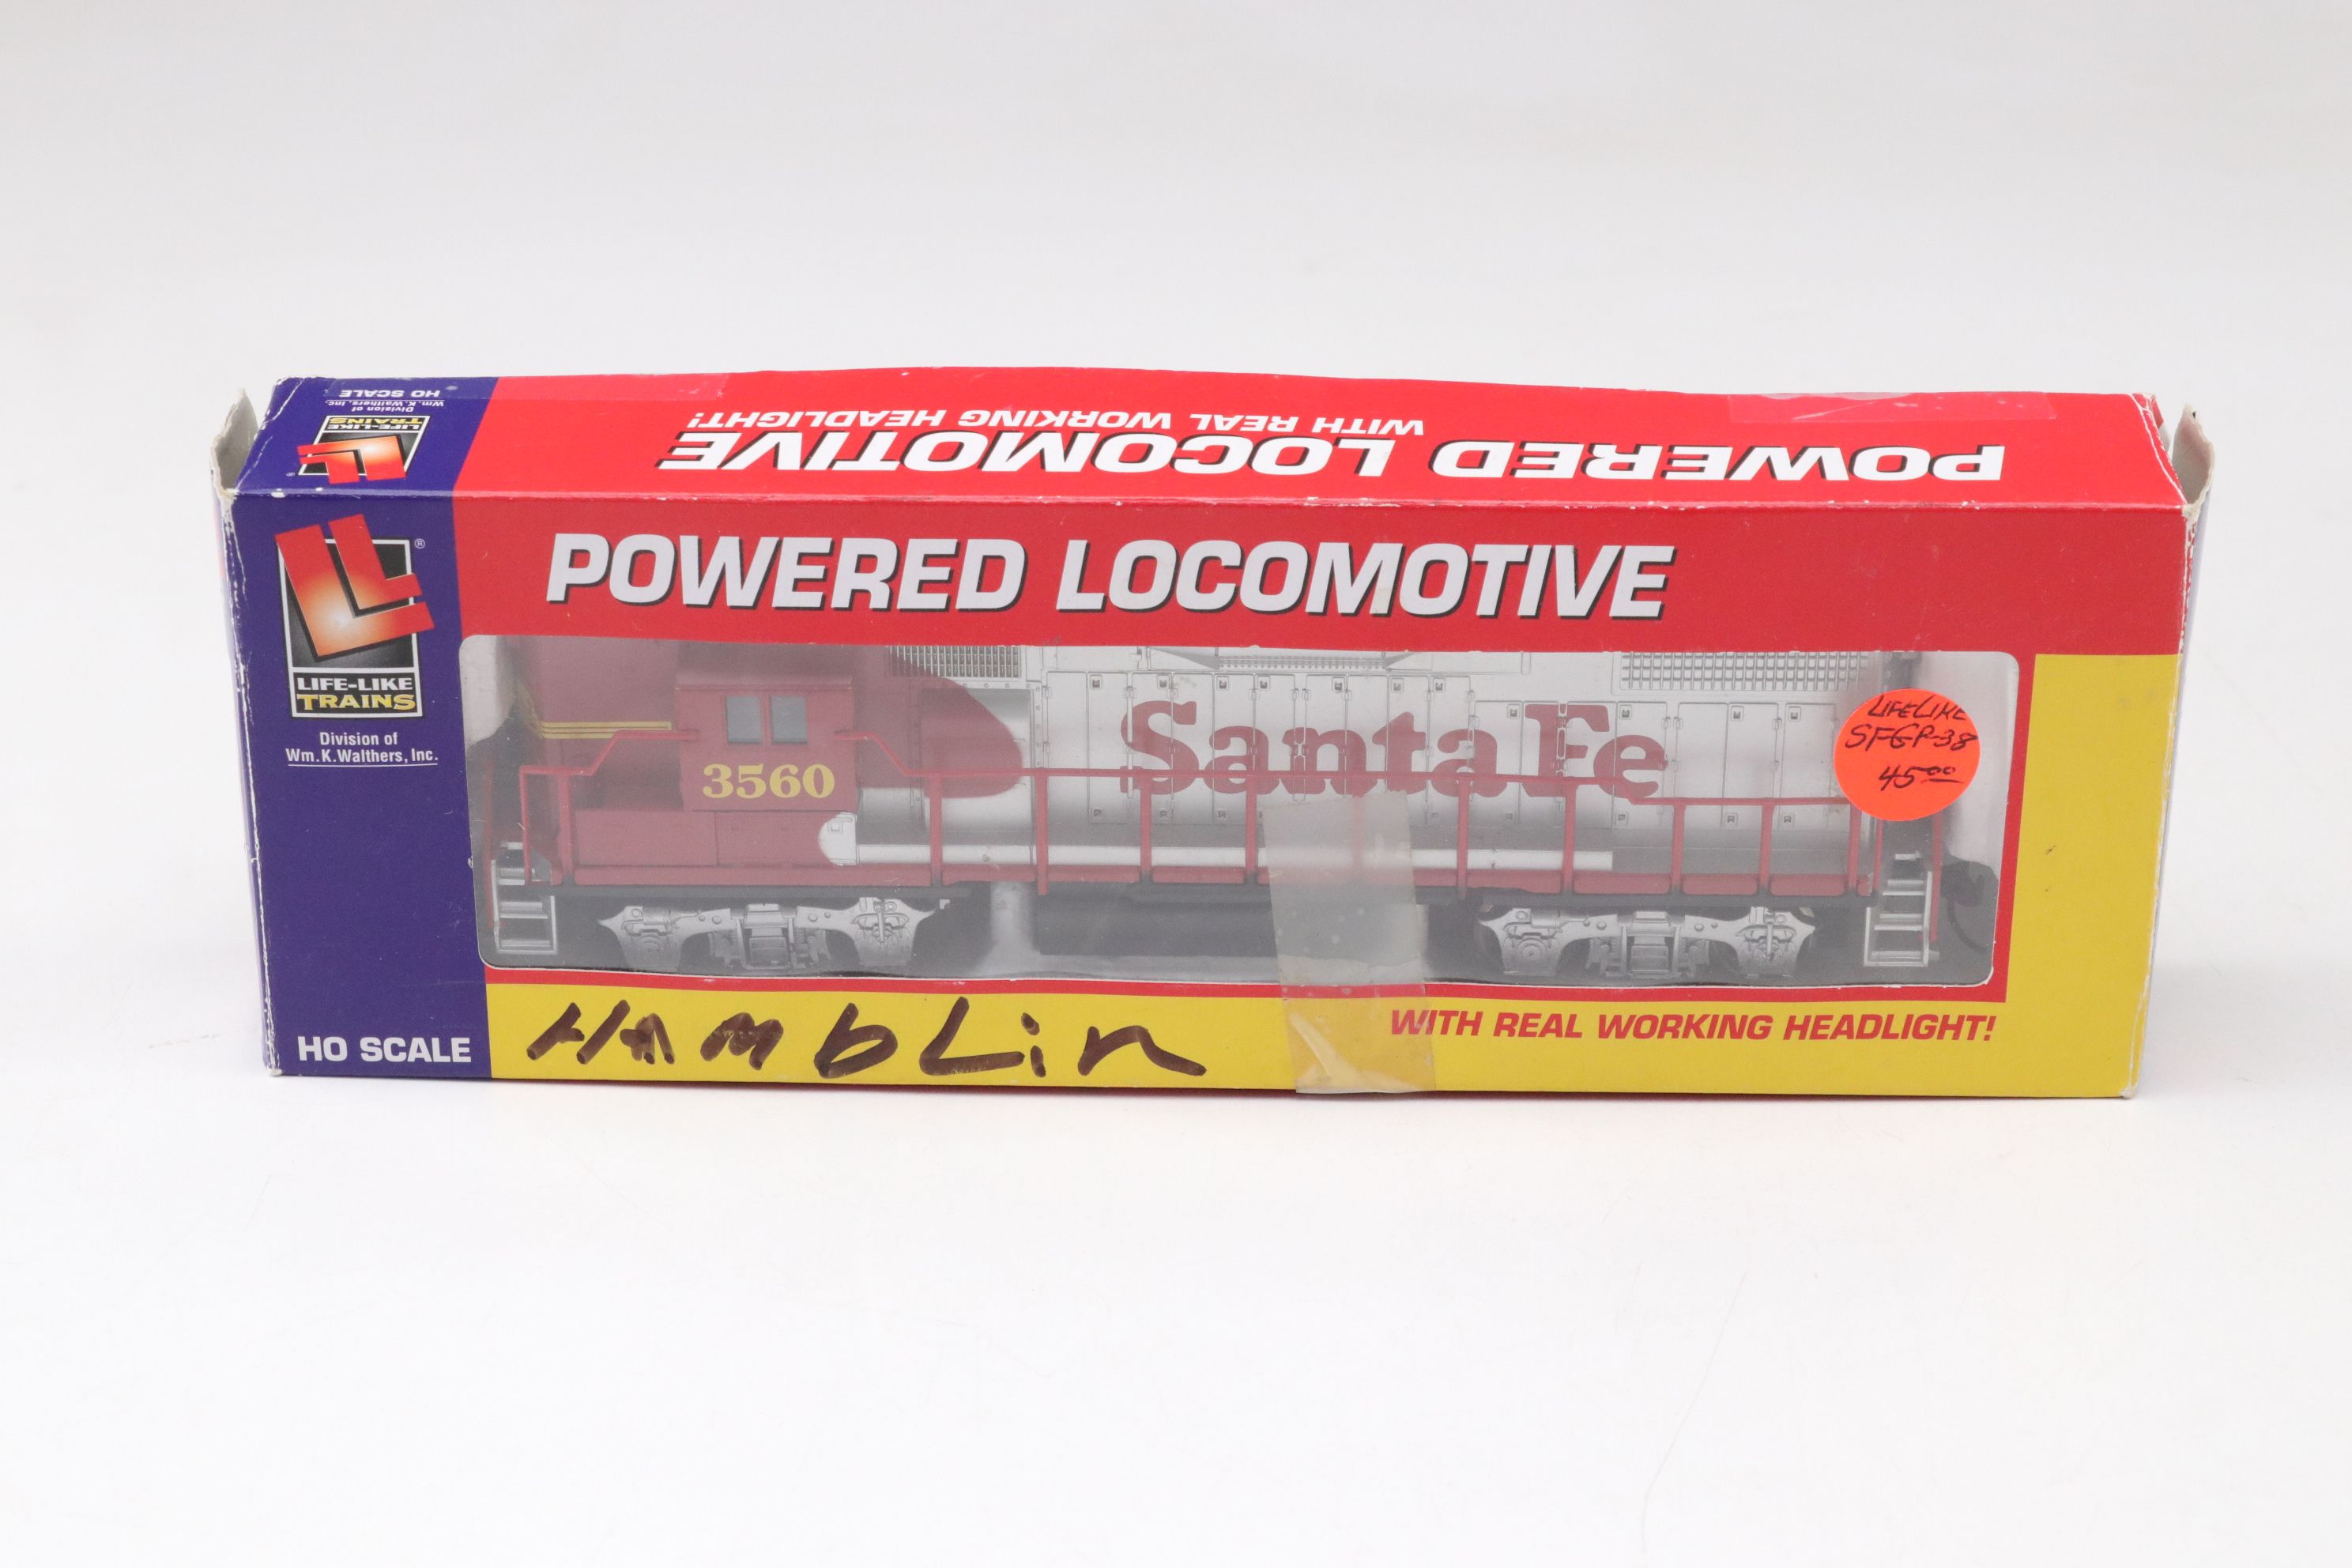 HO SCALE
Wm. K. Walthers, Inc.
Division of
LIFE-LIKE
TRAINS
WITH REAL WORKING HEADLIGHT!
POWERED LOCOMOTIVE
LL
®
LIFE-LIKE
TRAINS
Division of
Wm. K. Walthers, Inc.
HO SCALE
POWERED LOCOMOTIVE
3560
Santa Fe
LIFELIKE
SFGP-38
45.00
HAmbLin
WITH REAL WORKING HEADLIGHT!